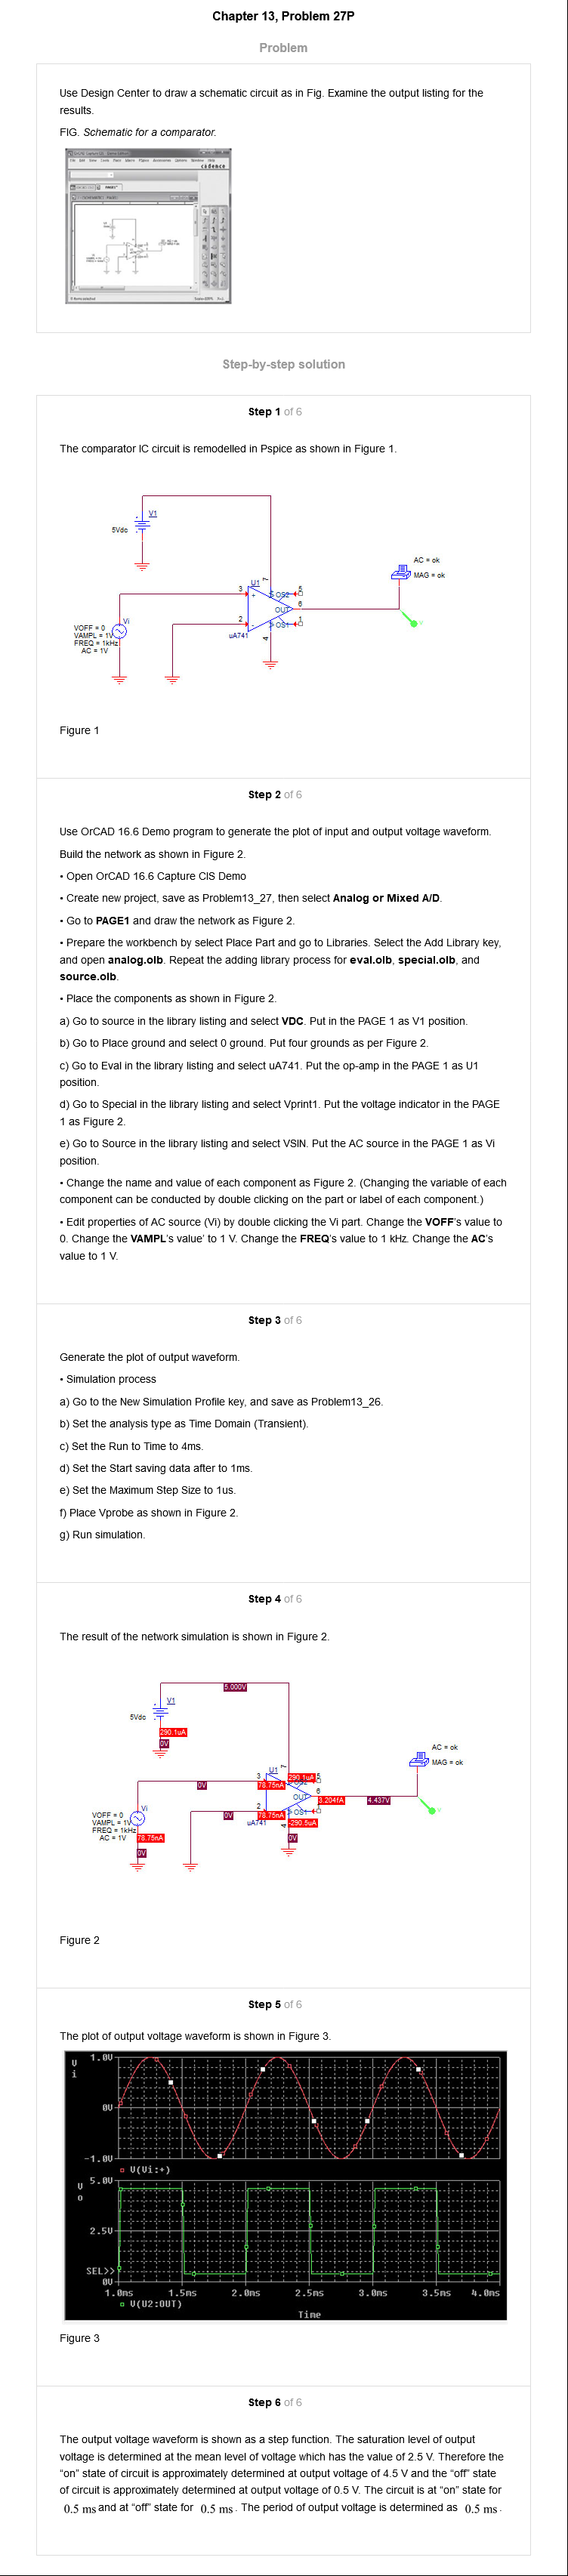 Chapter 13, Problem 27P
Problem
Use Design Center to draw a schematic circuit as in Fig. Examine the output listing for the
results.
FIG. Schematic for a comparator.
cādence
PAGE1*
Step-by-step solution
Step 1 of 6
The comparator IC circuit is remodelled in Pspice as shown in Figure 1.
V1
5Vdc
AC = ok
MAG = ok
U1
7
3
+
OS2
5
6
OUT
Vi
VOFF = 0
VAMPL = 1V
FREQ = 1kHz
AC = 1V
2
-
OS1
1
uA741
4
V
Figure 1
Step 2 of 6
Use OrCAD 16.6 Demo program to generate the plot of input and output voltage waveform.
Build the network as shown in Figure 2.
• Open OrCAD 16.6 Capture CIS Demo
• Create new project, save as Problem13_27, then select Analog or Mixed A/D.
• Go to PAGE1 and draw the network as Figure 2.
• Prepare the workbench by select Place Part and go to Libraries. Select the Add Library key,
and open analog.olb. Repeat the adding library process for eval.olb, special.olb, and
source.olb.
• Place the components as shown in Figure 2.
a) Go to source in the library listing and select VDC. Put in the PAGE 1 as V1 position.
b) Go to Place ground and select 0 ground. Put four grounds as per Figure 2.
c) Go to Eval in the library listing and select uA741. Put the op-amp in the PAGE 1 as U1
position.
d) Go to Special in the library listing and select Vprint1. Put the voltage indicator in the PAGE
1 as Figure 2.
e) Go to Source in the library listing and select VSIN. Put the AC source in the PAGE 1 as Vi
position.
• Change the name and value of each component as Figure 2. (Changing the variable of each
component can be conducted by double clicking on the part or label of each component.)
• Edit properties of AC source (Vi) by double clicking the Vi part. Change the VOFF's value to
0. Change the VAMPL's value' to 1 V. Change the FREQ's value to 1 kHz. Change the AC's
value to 1 V.
Step 3 of 6
Generate the plot of output waveform.
• Simulation process
a) Go to the New Simulation Profile key, and save as Problem13_26.
b) Set the analysis type as Time Domain (Transient).
c) Set the Run to Time to 4ms.
d) Set the Start saving data after to 1ms.
e) Set the Maximum Step Size to 1us.
f) Place Vprobe as shown in Figure 2.
g) Run simulation.
Step 4 of 6
The result of the network simulation is shown in Figure 2.
5.000V
V1
5Vdc
290.1uA
0V
AC = ok
MAG = ok
U1
7
3
290.1uA
5
0V
78.75nA
6
OUT
3.204fA
4.437V
Vi
VOFF = 0
VAMPL = 1V
FREQ = 1kHz
AC = 1V
78.75nA
0V
2
0V
78.75nA
OS1
1
uA741
4
-290.5uA
0V
V
Figure 2
Step 5 of 6
The plot of output voltage waveform is shown in Figure 3.
V
i
1.0V
0V
-1.0V
V(Vi:+)
V
o
5.0V
2.5V
SEL>>
0V
1.0ms 1.5ms 2.0ms 2.5ms 3.0ms 3.5ms 4.0ms
V(U2:OUT)
Time
Figure 3
Step 6 of 6
The output voltage waveform is shown as a step function. The saturation level of output
voltage is determined at the mean level of voltage which has the value of 2.5 V. Therefore the
“on” state of circuit is approximately determined at output voltage of 4.5 V and the “off” state
of circuit is approximately determined at output voltage of 0.5 V. The circuit is at “on” state for
0.5 ms and at “off” state for 0.5 ms. The period of output voltage is determined as 0.5 ms.